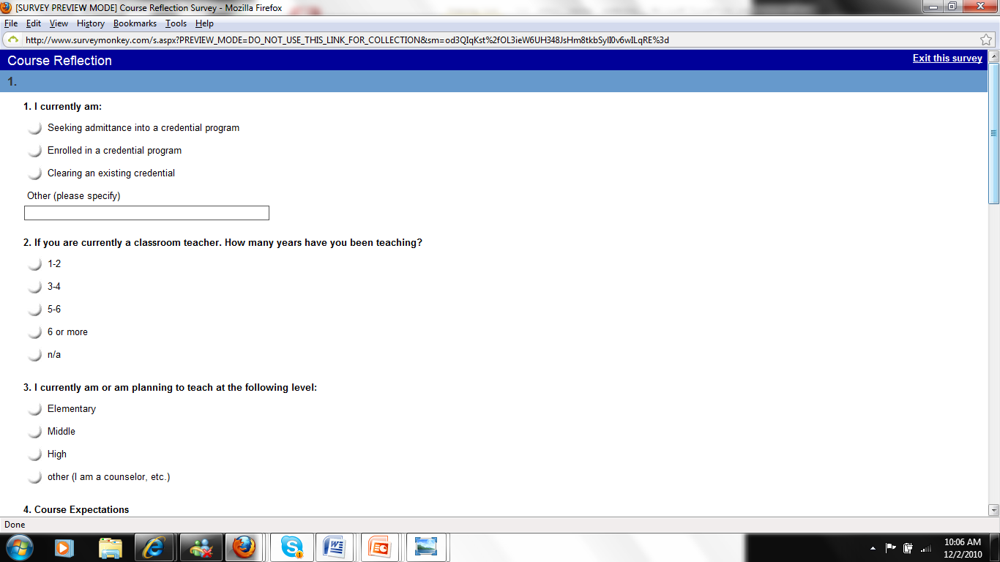 [SURVEY PREVIEW MODE] Course Reflection Survey - Mozilla Firefox
File Edit View History Bookmarks Tools Help
http://www.surveymonkey.com/s.aspx?PREVIEW_MODE=DO_NOT_USE_THIS_LINK_FOR_COLLECTION&sm=od3QIqKst%2fOL3ieW6UH348JsHm8tkbSylI0v6wILqRE%3d
Course Reflection Exit this survey
1.
1. I currently am:
Seeking admittance into a credential program
Enrolled in a credential program
Clearing an existing credential
Other (please specify)
2. If you are currently a classroom teacher. How many years have you been teaching?
1-2
3-4
5-6
6 or more
n/a
3. I currently am or am planning to teach at the following level:
Elementary
Middle
High
other (I am a counselor, etc.)
4. Course Expectations
Done
10:06 AM
12/2/2010